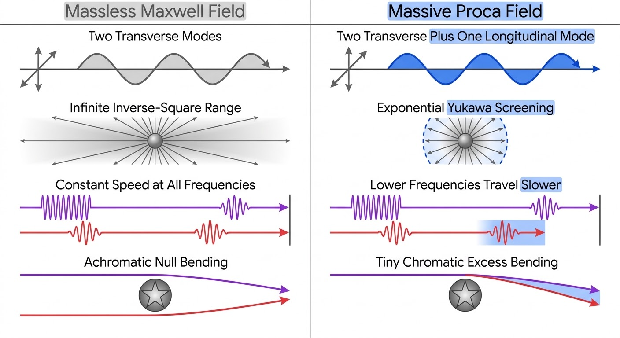 Massless Maxwell Field
Two Transverse Modes
Infinite Inverse-Square Range
Constant Speed at All Frequencies
Achromatic Null Bending
Massive Proca Field
Two Transverse Plus One Longitudinal Mode
Exponential Yukawa Screening
Lower Frequencies Travel Slower
Tiny Chromatic Excess Bending